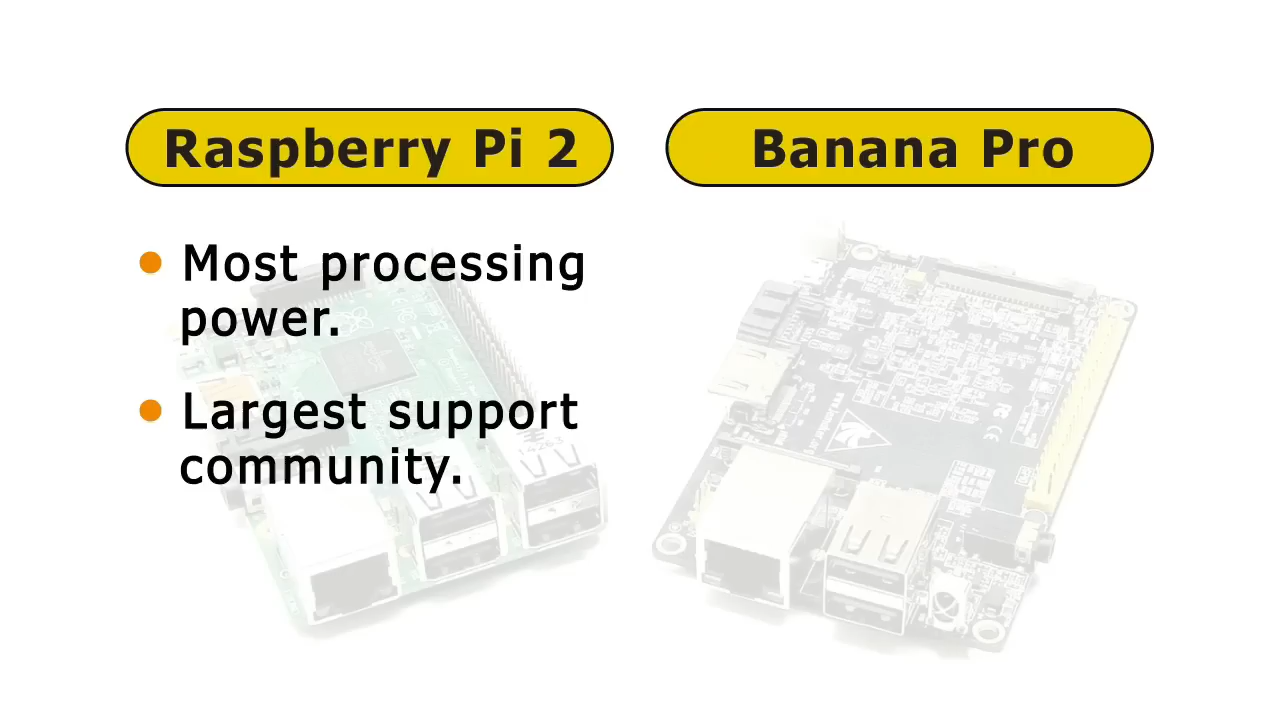 Raspberry Pi 2
Banana Pro
• Most processing
power.
• Largest support
community.